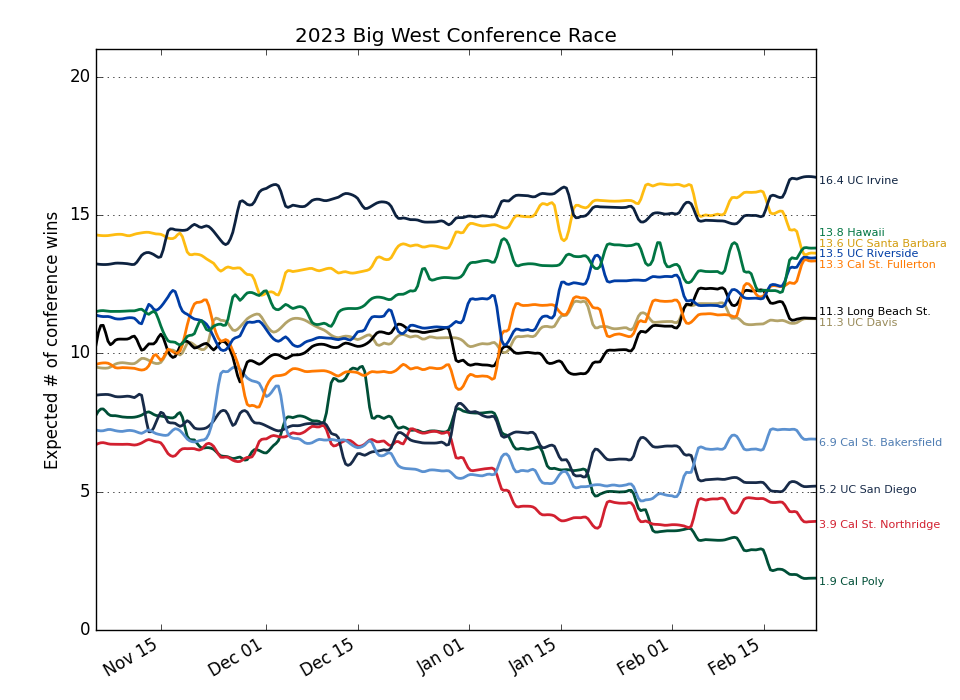 2023 Big West Conference Race
Expected # of conference wins
20
15
10
5
0
16.4 UC Irvine
13.8 Hawaii
13.6 UC Santa Barbara
13.5 UC Riverside
13.3 Cal St. Fullerton
11.3 Long Beach St.
11.3 UC Davis
6.9 Cal St. Bakersfield
5.2 UC San Diego
3.9 Cal St. Northridge
1.9 Cal Poly
Nov 15
Dec 01
Dec 15
Jan 01
Jan 15
Feb 01
Feb 15